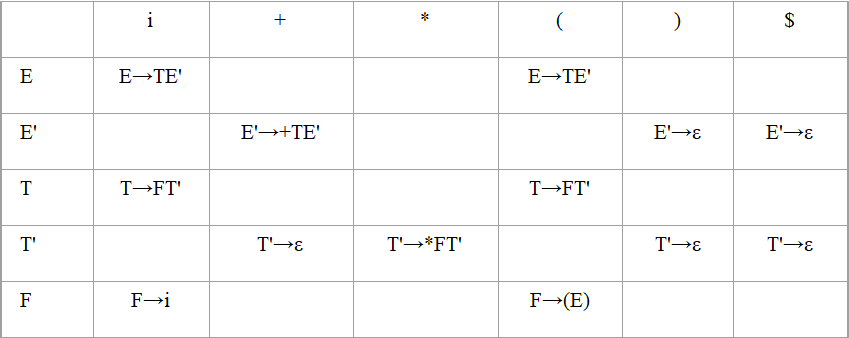 i + * ( ) $
E E→TE' E→TE'
E' E'→+TE' E'→ε E'→ε
T T→FT' T→FT'
T' T'→ε T'→*FT' T'→ε T'→ε
F F→i F→(E)